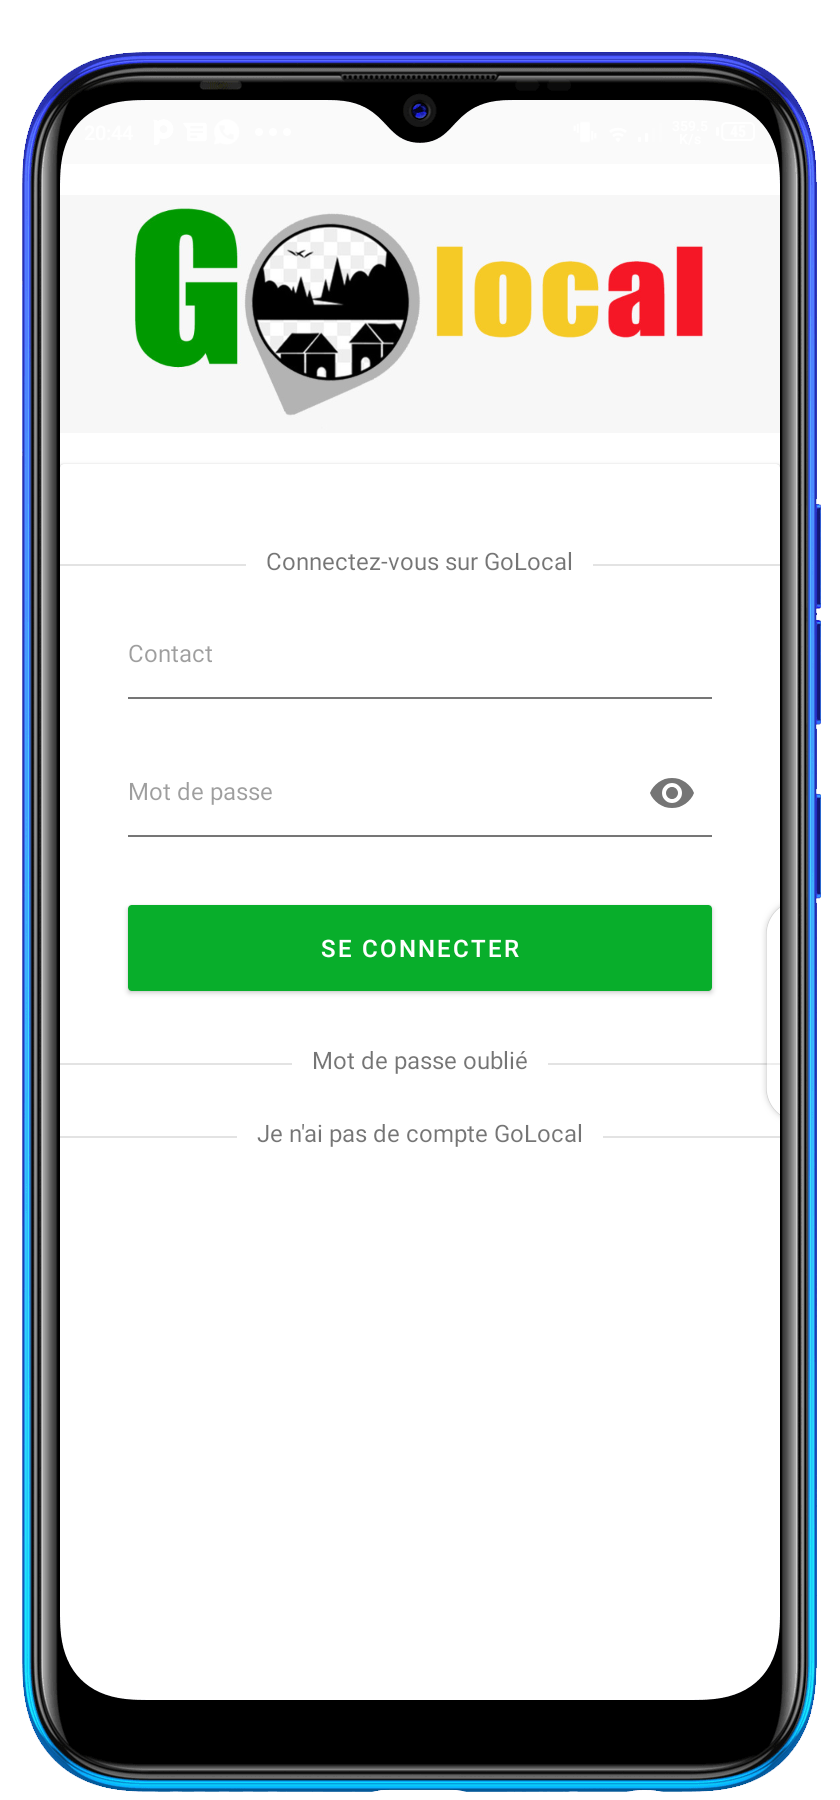 20:44
Golocal
Connectez-vous sur GoLocal
Contact
Mot de passe
SE CONNECTER
Mot de passe oublié
Je n'ai pas de compte GoLocal